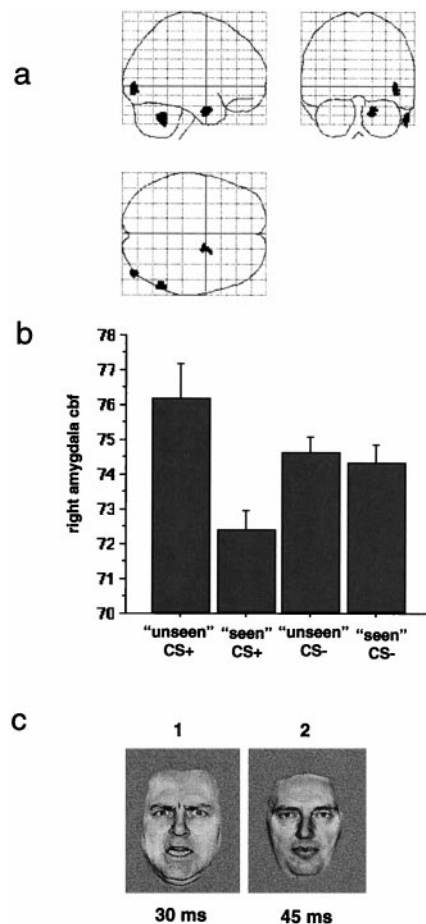 a
b
78
77
76
75
74
73
72
71
70
right amygdala cbf
“unseen” “seen” “unseen” “seen”
CS+ CS+ CS- CS-
c
1 2
30 ms 45 ms